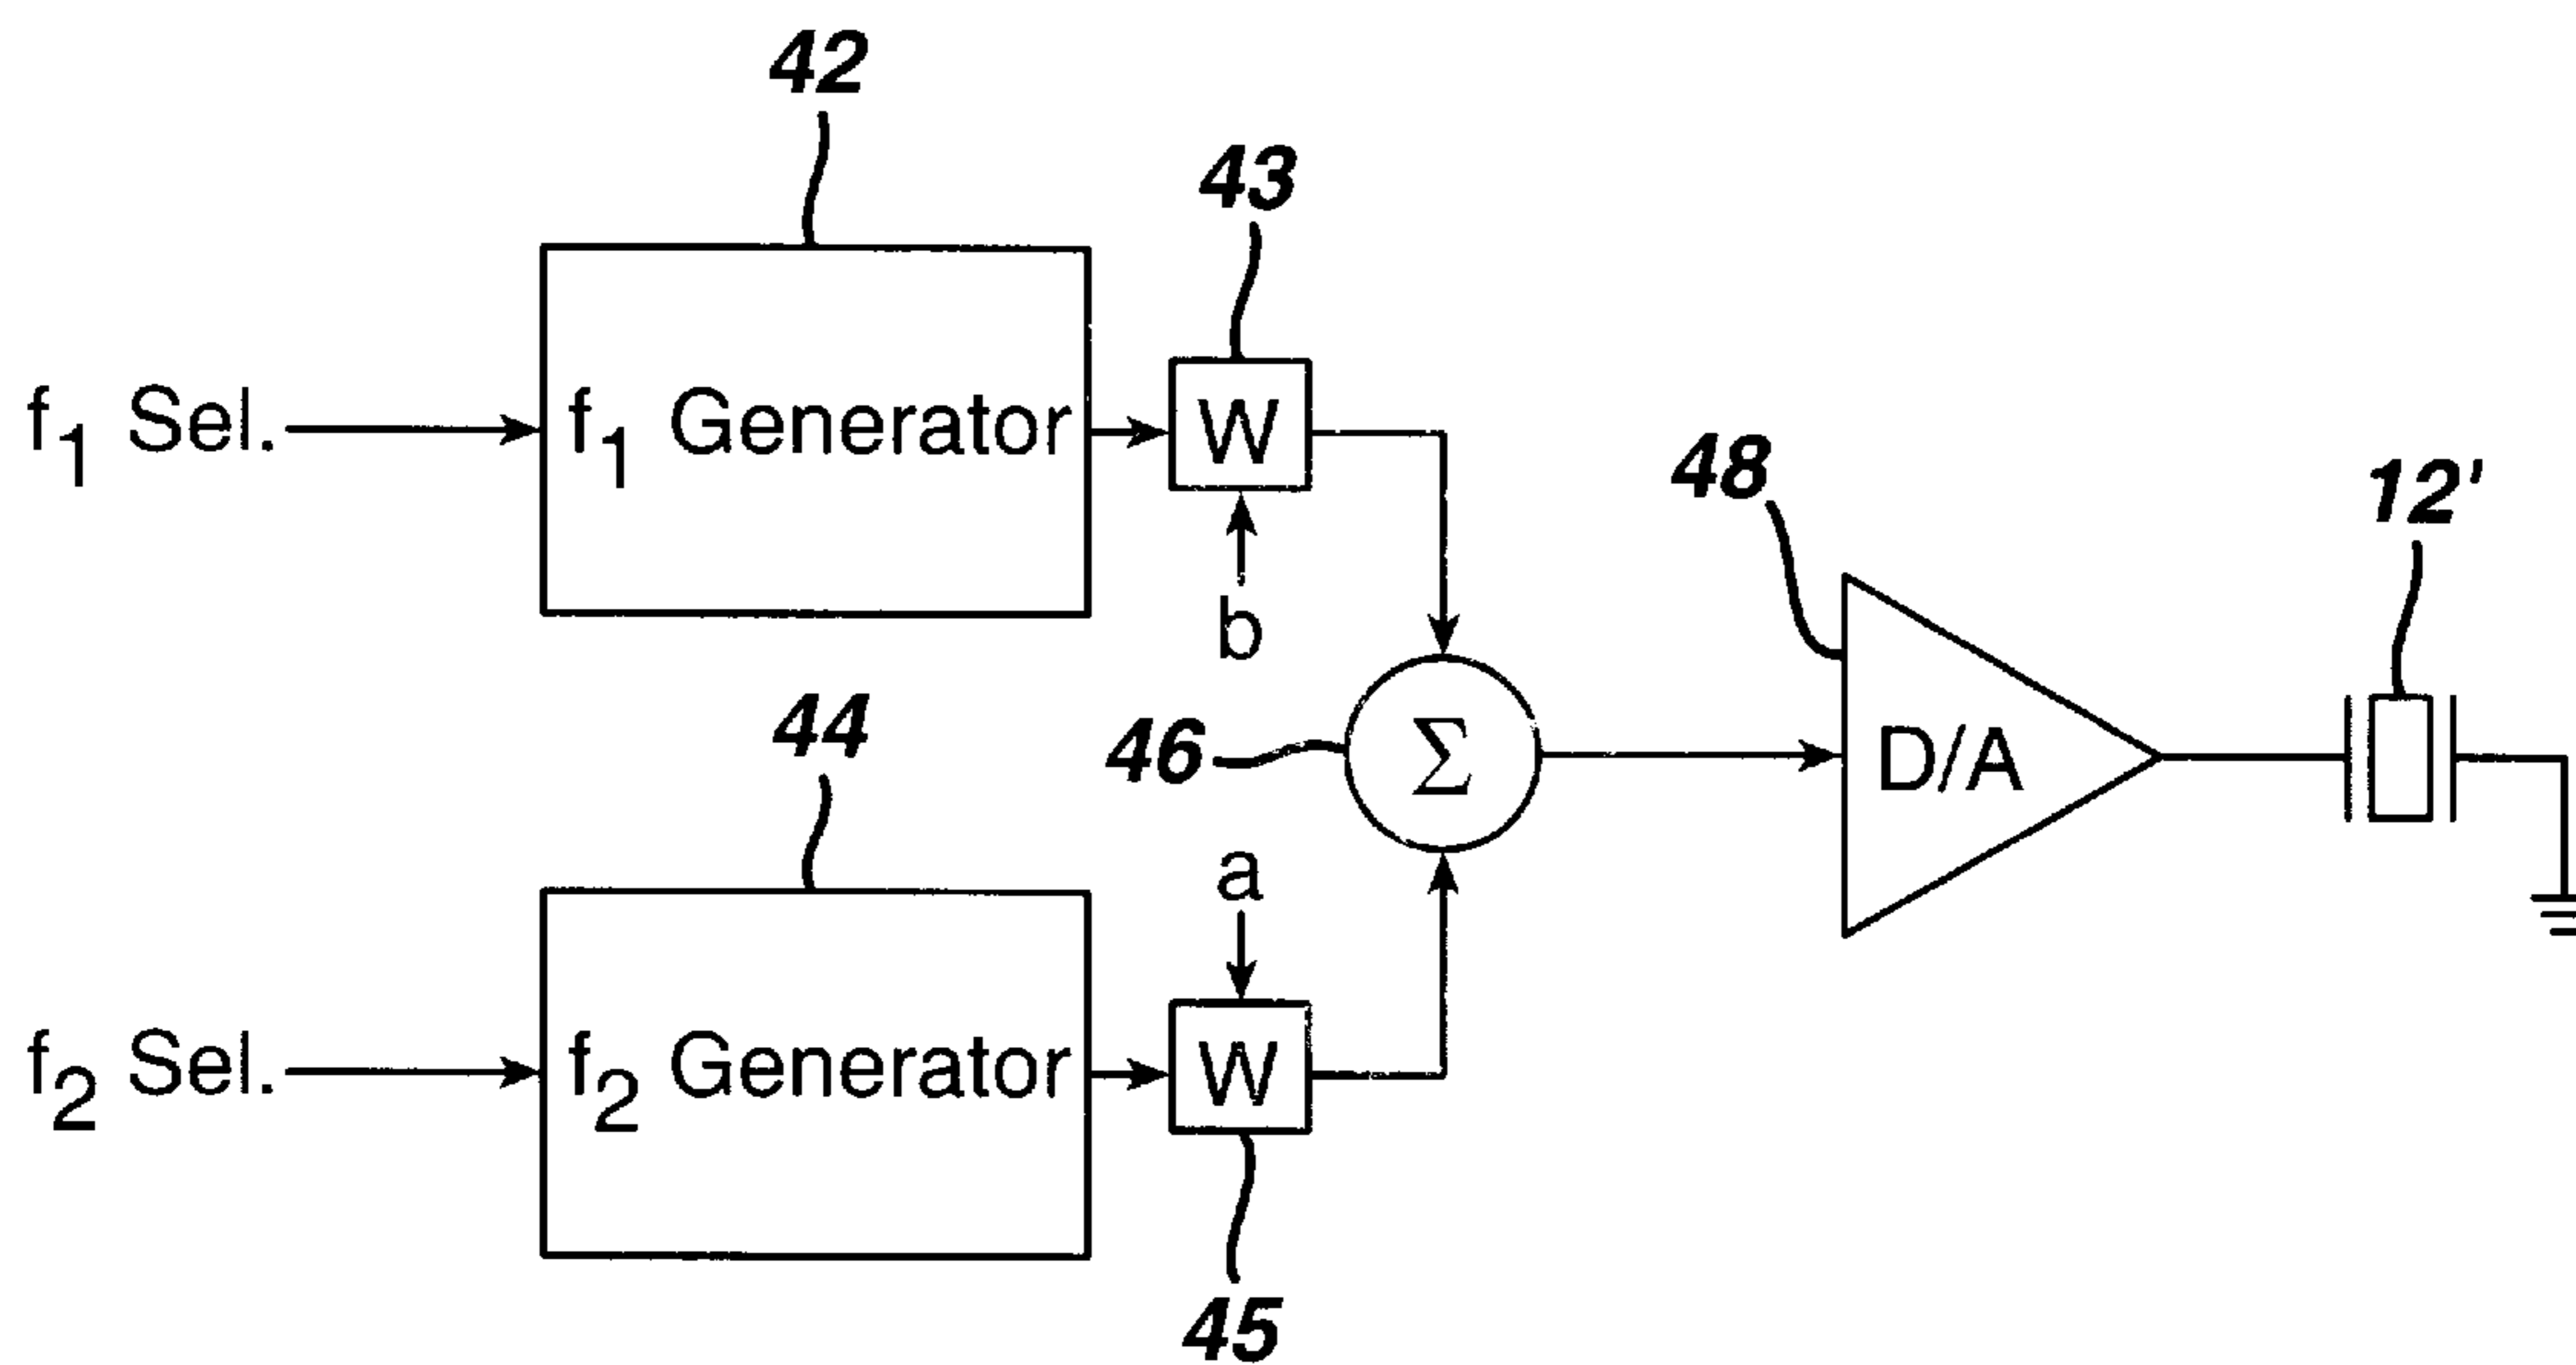 42
43
f₁ Sel.
f₁ Generator
W
b
48
12'
44
46
Σ
D/A
a
f₂ Sel.
f₂ Generator
W
45